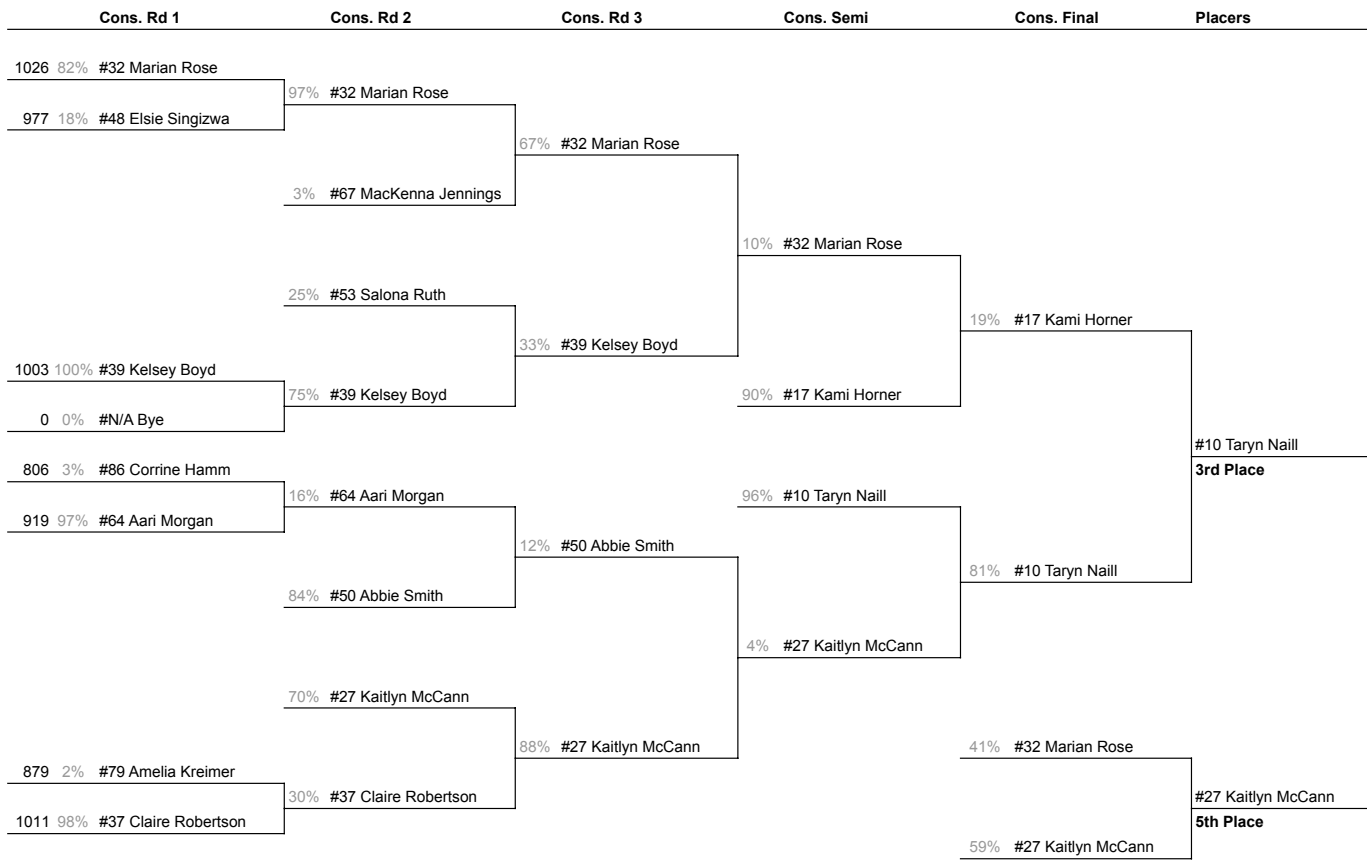 Cons. Rd 1 Cons. Rd 2 Cons. Rd 3 Cons. Semi Cons. Final Placers
1026 82% #32 Marian Rose
97% #32 Marian Rose
977 18% #48 Elsie Singizwa
67% #32 Marian Rose
3% #67 MacKenna Jennings
10% #32 Marian Rose
25% #53 Salona Ruth
19% #17 Kami Horner
33% #39 Kelsey Boyd
1003 100% #39 Kelsey Boyd
75% #39 Kelsey Boyd
90% #17 Kami Horner
0 0% #N/A Bye
#10 Taryn Naill
806 3% #86 Corrine Hamm
3rd Place
16% #64 Aari Morgan
96% #10 Taryn Naill
919 97% #64 Aari Morgan
12% #50 Abbie Smith
81% #10 Taryn Naill
84% #50 Abbie Smith
4% #27 Kaitlyn McCann
70% #27 Kaitlyn McCann
88% #27 Kaitlyn McCann
41% #32 Marian Rose
879 2% #79 Amelia Kreimer
30% #37 Claire Robertson
#27 Kaitlyn McCann
1011 98% #37 Claire Robertson
5th Place
59% #27 Kaitlyn McCann